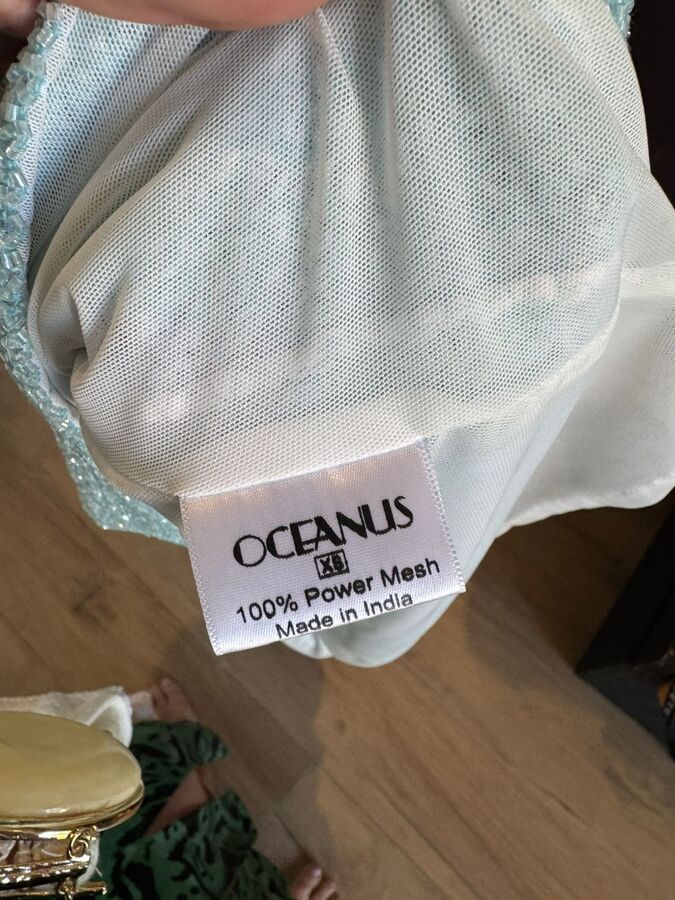 OCEANUS
XS
100% Power Mesh
Made in India